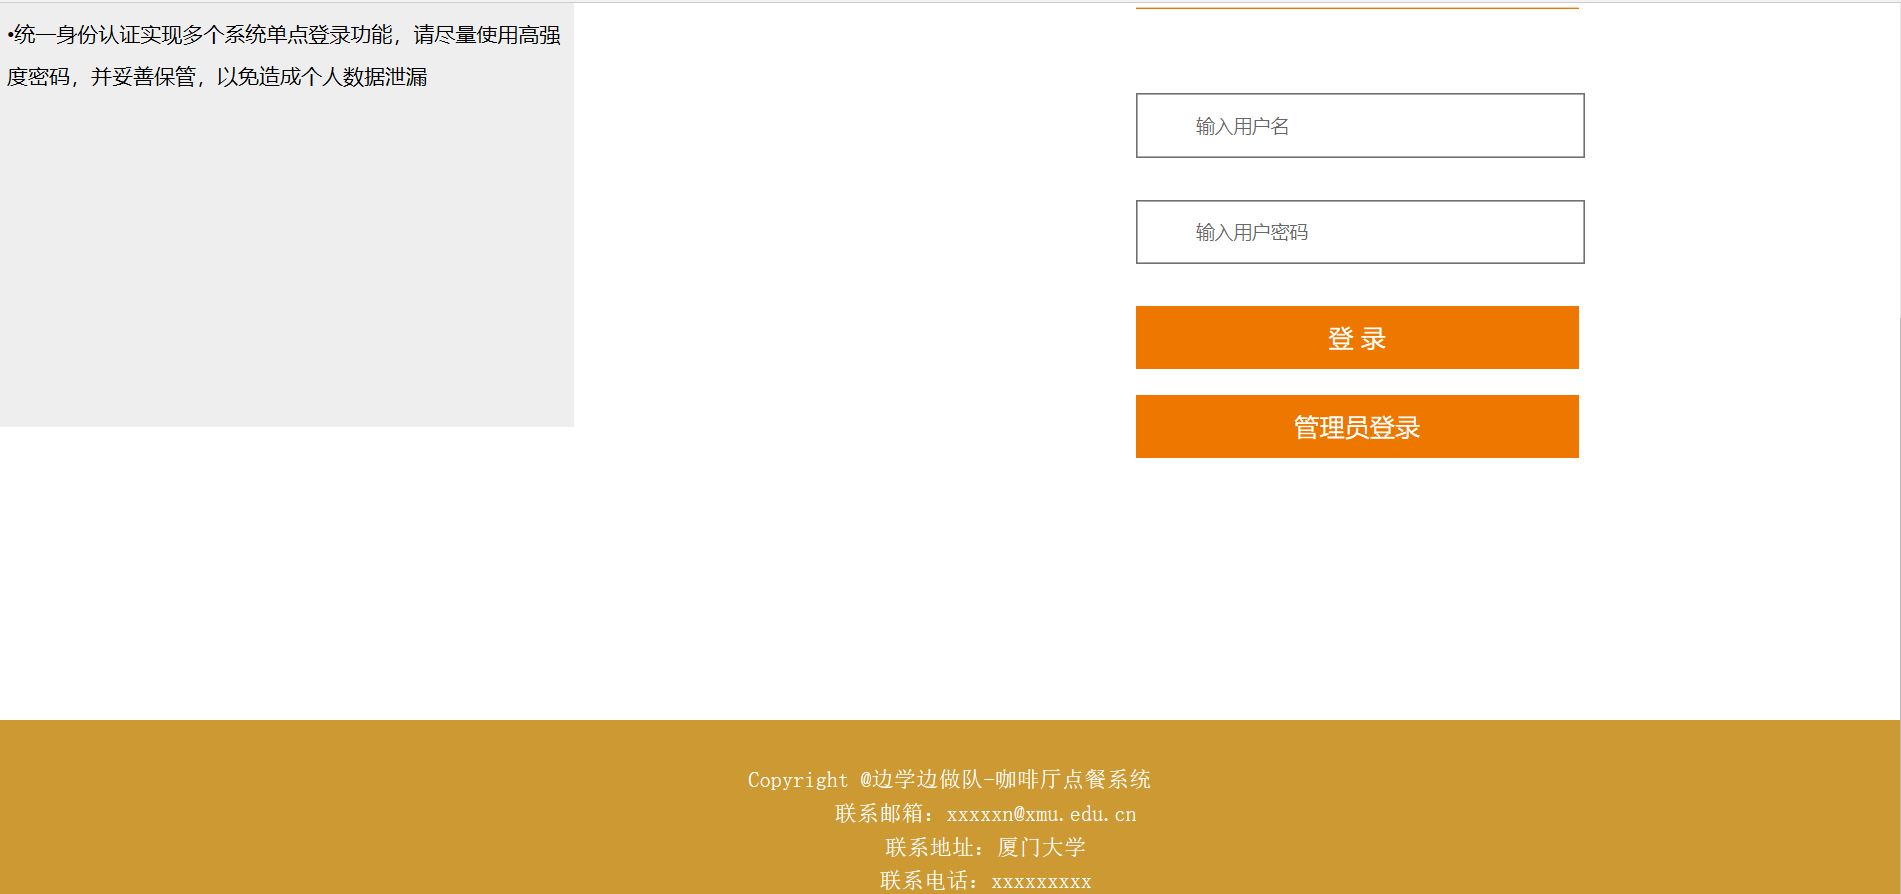 •统一身份认证实现多个系统单点登录功能，请尽量使用高强
度密码，并妥善保管，以免造成个人数据泄漏
输入用户名
输入用户密码
登 录
管理员登录
Copyright @边学边做队-咖啡厅点餐系统
联系邮箱：xxxxxn@xmu.edu.cn
联系地址：厦门大学
联系电话：xxxxxxxxx